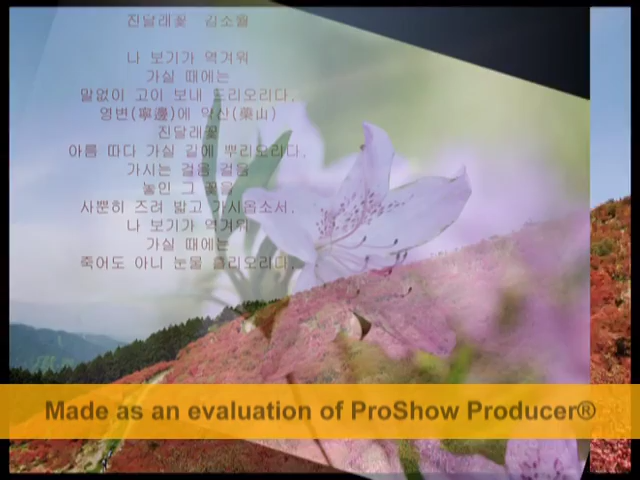 진달래꽃 김소월
나 보기가 역겨워
가실 때에는
말없이 고이 보내 드리오리다.
영변(寧邊)에 약산(藥山)
진달래꽃
아름 따다 가실 길에 뿌리오리다.
가시는 걸음 걸음
놓인 그 꽃을
사뿐히 즈려 밟고 가시옵소서.
나 보기가 역겨워
가실 때에는
죽어도 아니 눈물 흘리오리다.
Made as an evaluation of ProShow Producer®